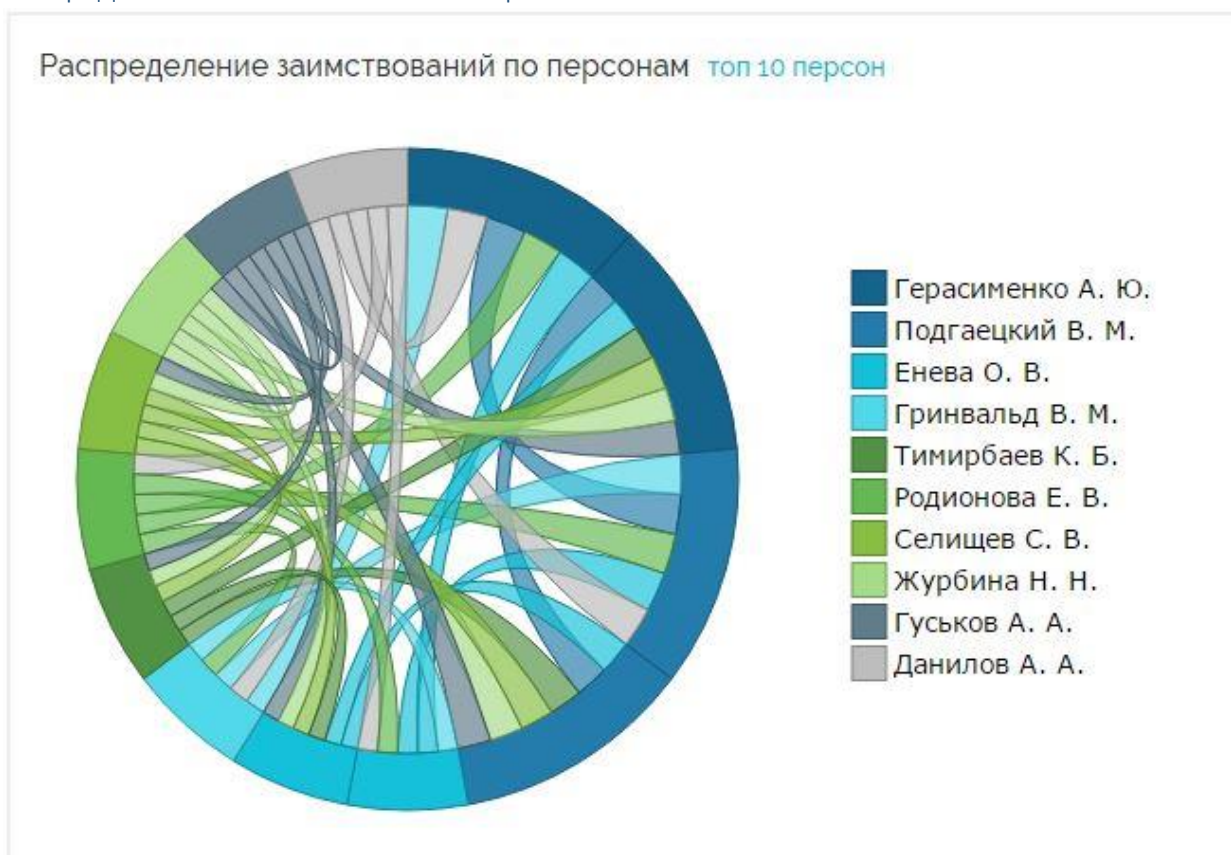 Распределение заимствований по персонам топ 10 персон
Герасименко А. Ю.
Подгаецкий В. М.
Енева О. В.
Гринвальд В. М.
Тимирбаев К. Б.
Родионова Е. В.
Селищев С. В.
Журбина Н. Н.
Гуськов А. А.
Данилов А. А.